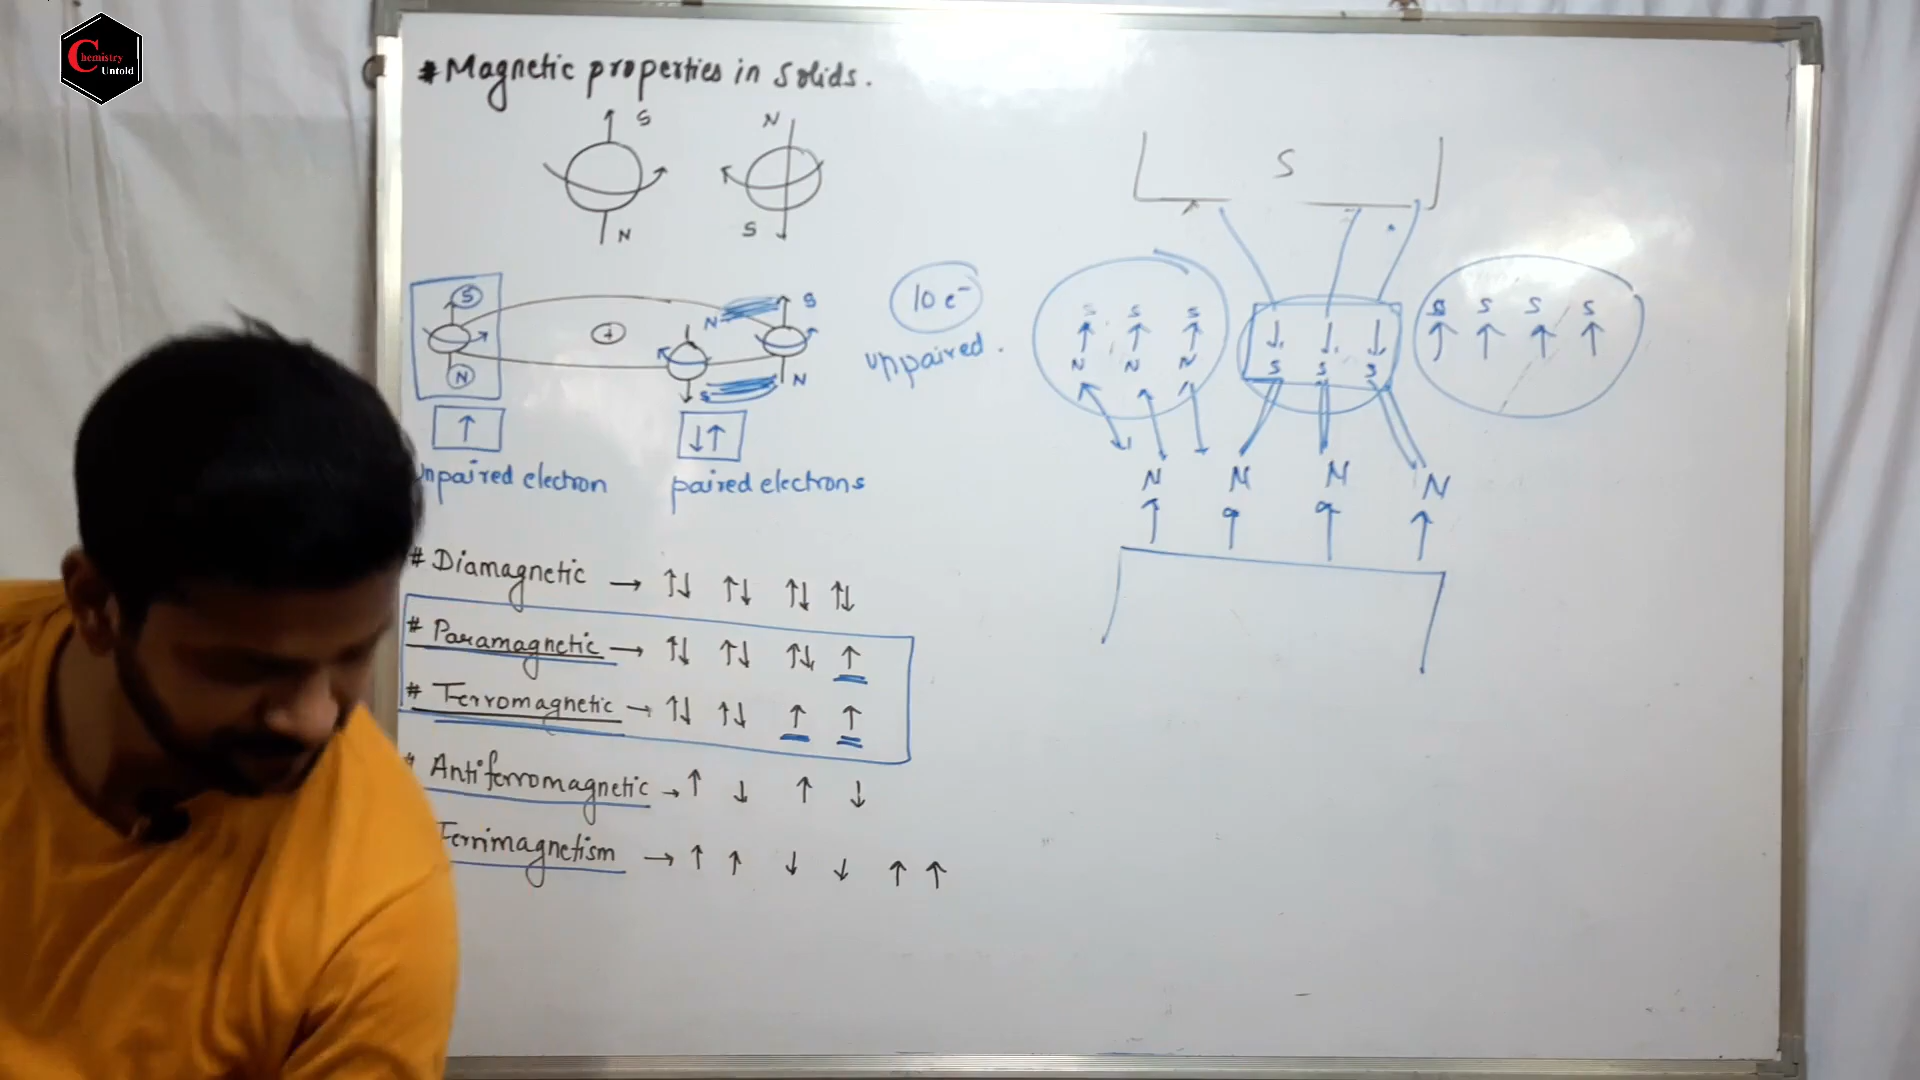 Chemistry
Untold
# Magnetic properties in Solids.
S N
N S
S
N
N S
S N
↑
↓↑
unpaired electron paired electrons
10 e⁻
unpaired.
S
S S S
↑ ↑ ↑
N N N
↓ ↓ ↓
S S S
S S S S
↑ ↑ ↑ ↑
N N N N
↑ ↑ ↑ ↑
# Diamagnetic → ↑↓ ↑↓ ↑↓ ↑↓
# Paramagnetic → ↑↓ ↑↓ ↑↓ ↑
# Ferromagnetic → ↑↓ ↑↓ ↑ ↑
# Antiferromagnetic → ↑ ↓ ↑ ↓
Ferrimagnetism → ↑ ↑ ↓ ↓ ↑ ↑